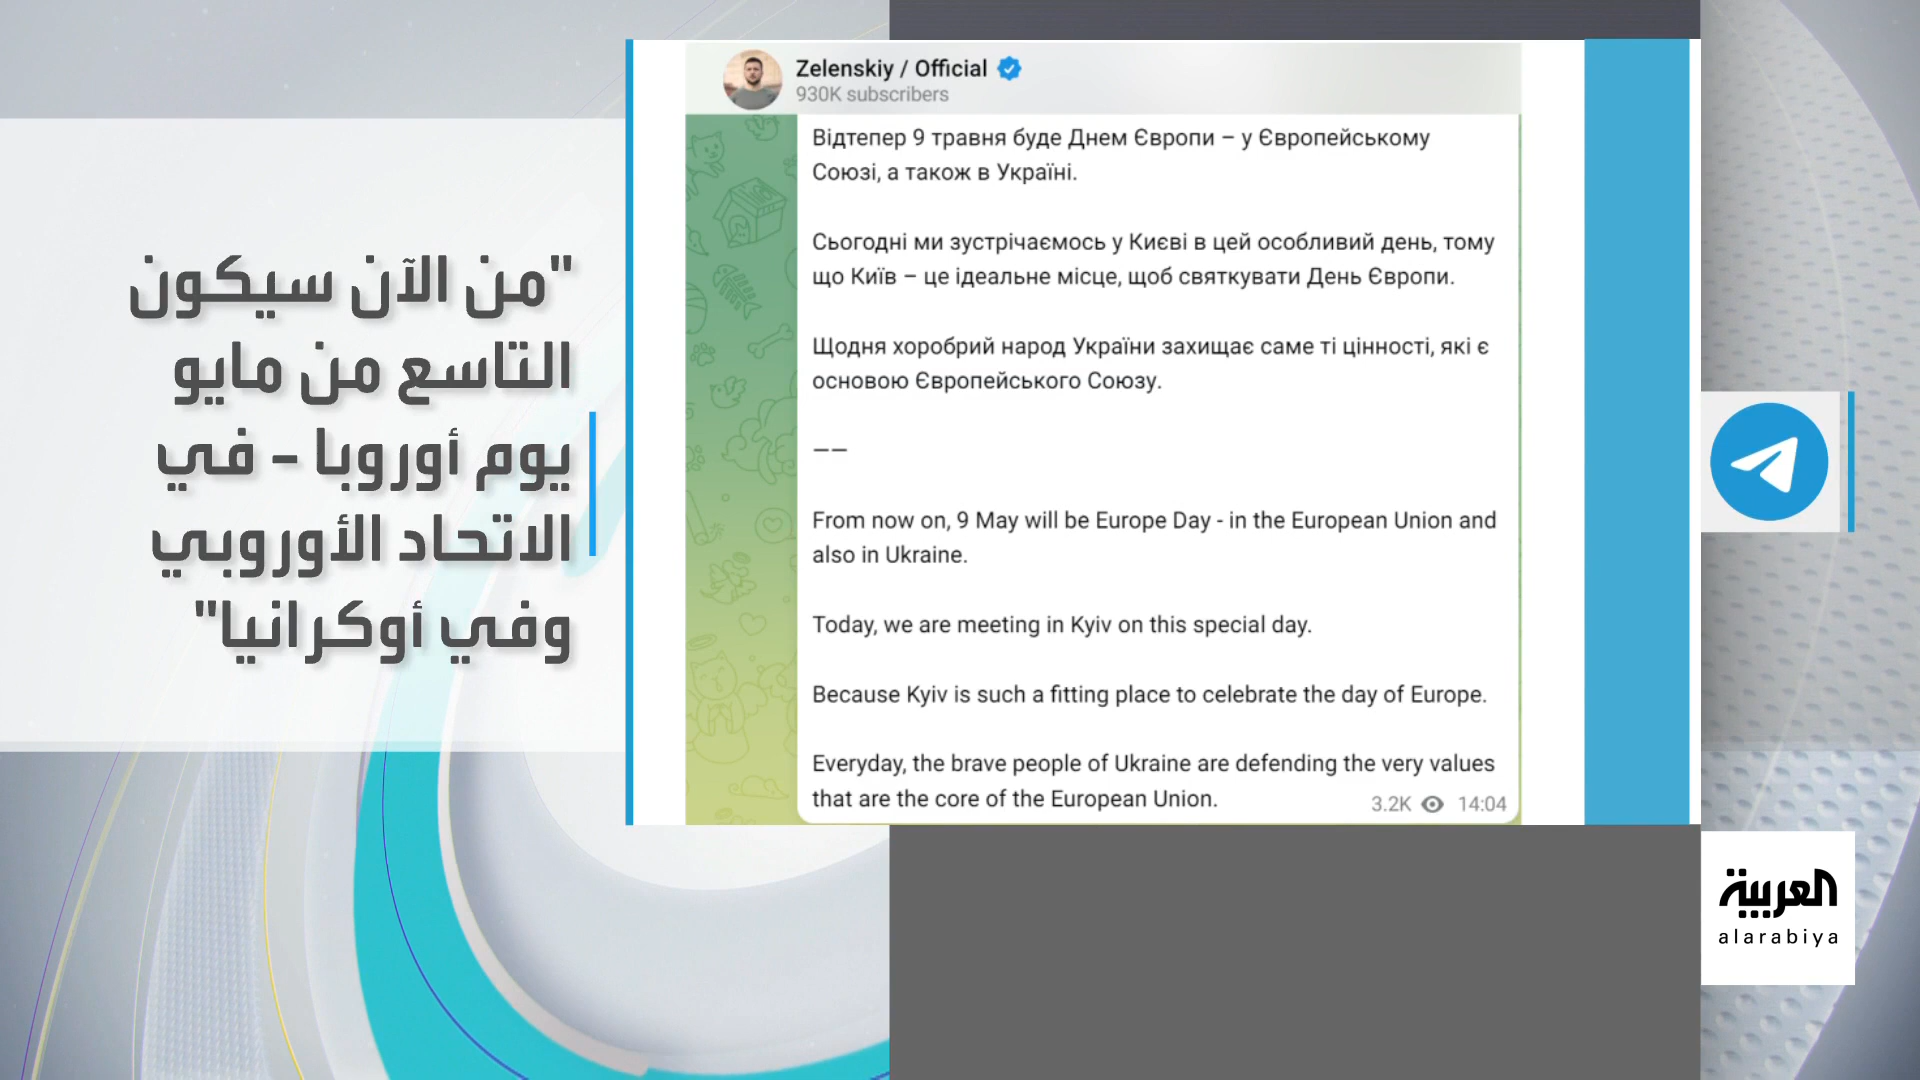 "من الآن سيكون
التاسع من مايو
يوم أوروبا - في
الاتحاد الأوروبي
وفي أوكرانيا"
Zelenskiy / Official
930K subscribers
Відтепер 9 травня буде Днем Європи – у Європейському
Союзі, а також в Україні.
Сьогодні ми зустрічаємось у Києві в цей особливий день, тому
що Київ – це ідеальне місце, щоб святкувати День Європи.
Щодня хоробрий народ України захищає саме ті цінності, які є
основою Європейського Союзу.
——
From now on, 9 May will be Europe Day - in the European Union and
also in Ukraine.
Today, we are meeting in Kyiv on this special day.
Because Kyiv is such a fitting place to celebrate the day of Europe.
Everyday, the brave people of Ukraine are defending the very values
that are the core of the European Union.
3.2K 14:04
العربية
alarabiya